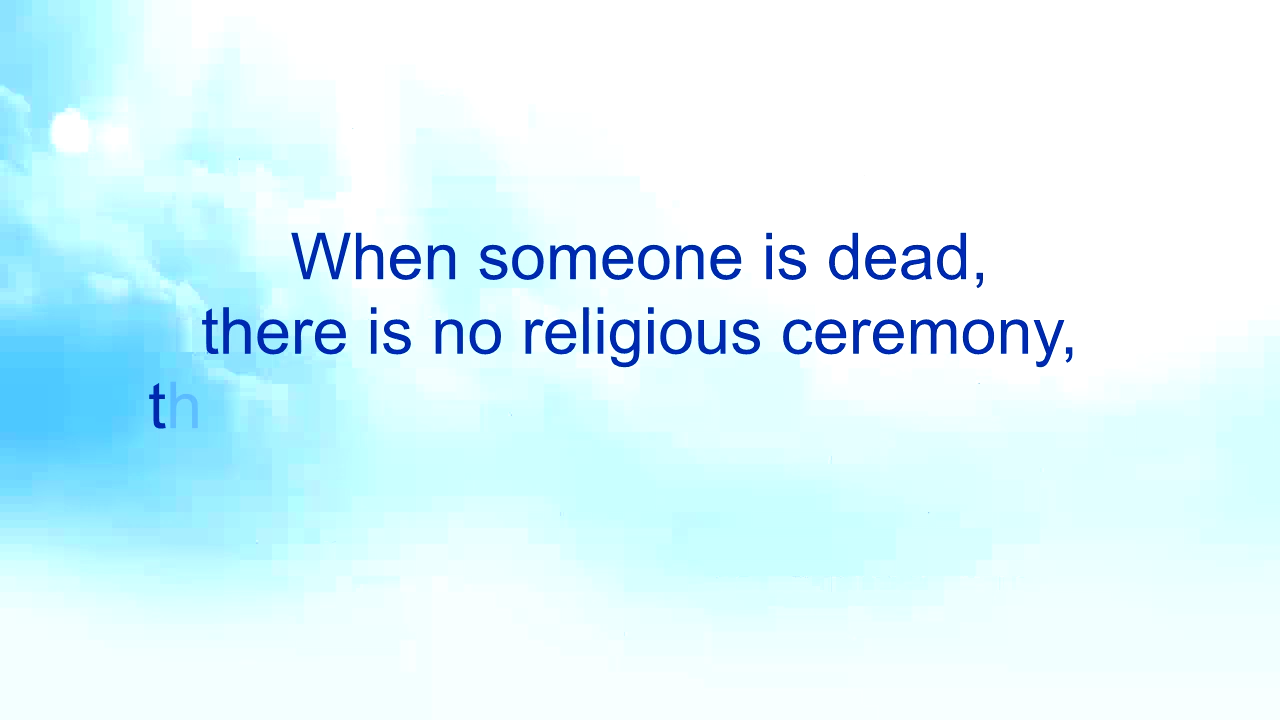 When someone is dead,
there is no religious ceremony,
th